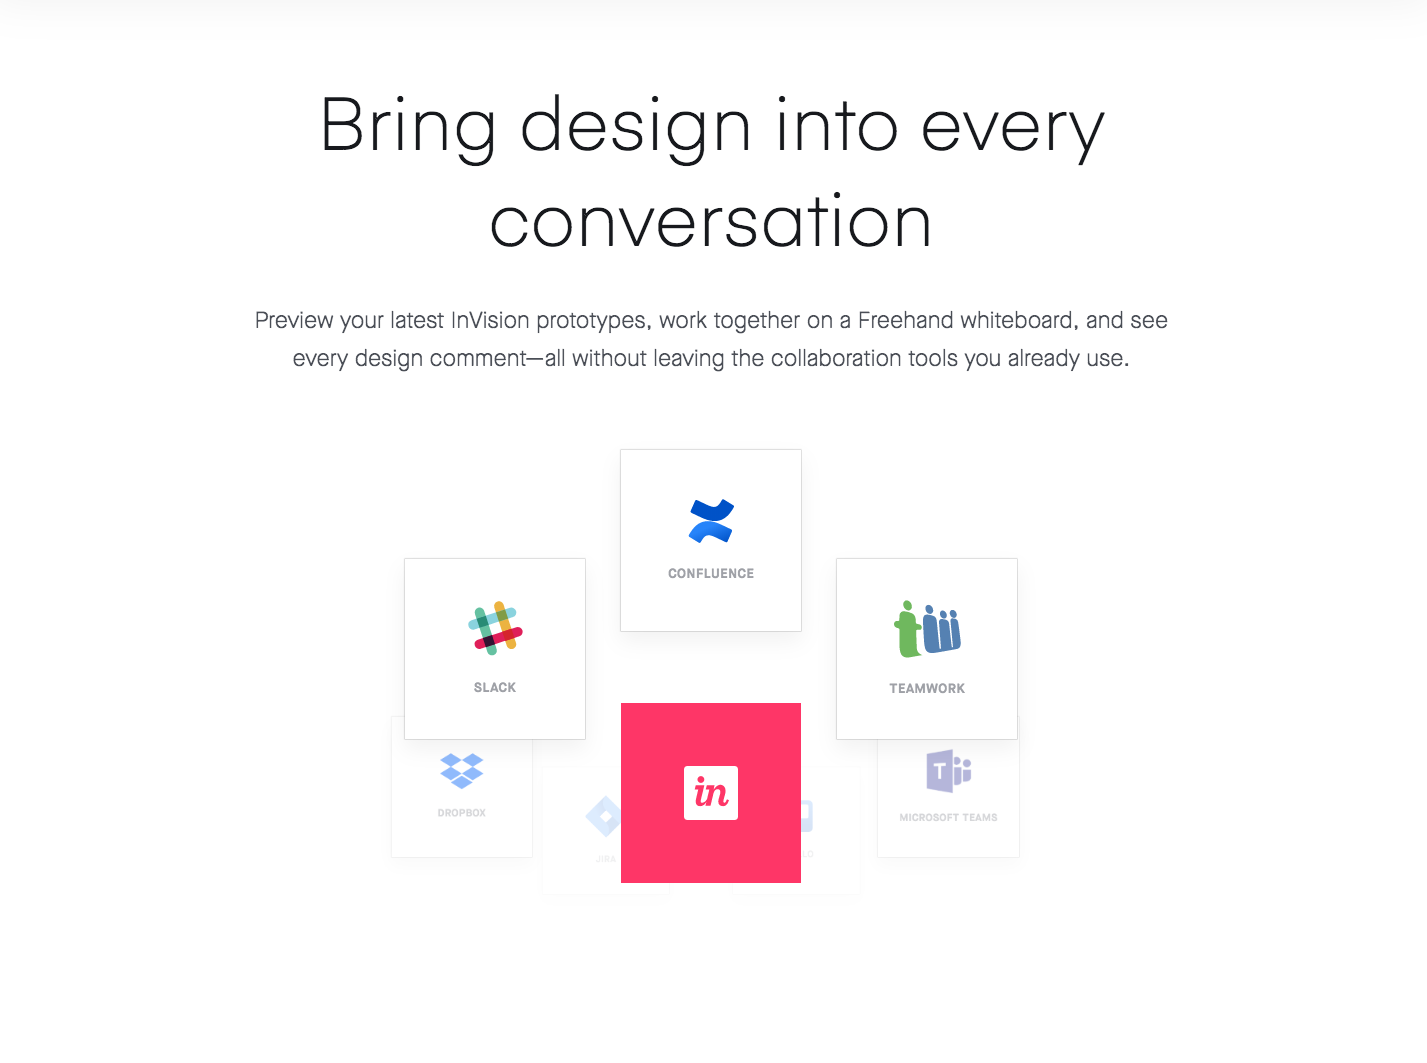 Bring design into every
conversation
Preview your latest InVision prototypes, work together on a Freehand whiteboard, and see
every design comment—all without leaving the collaboration tools you already use.
CONFLUENCE
SLACK
TEAMWORK
in
T
DROPBOX
MICROSOFT TEAMS
JIRA
LO